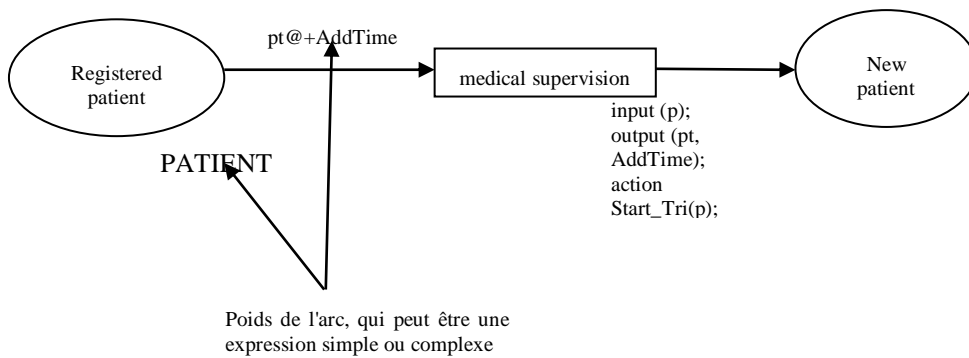 pt@+AddTime
Registered
patient
medical supervision
New
patient
input (p);
output (pt,
AddTime);
action
Start_Tri(p);
PATIENT
Poids de l'arc, qui peut être une
expression simple ou complexe